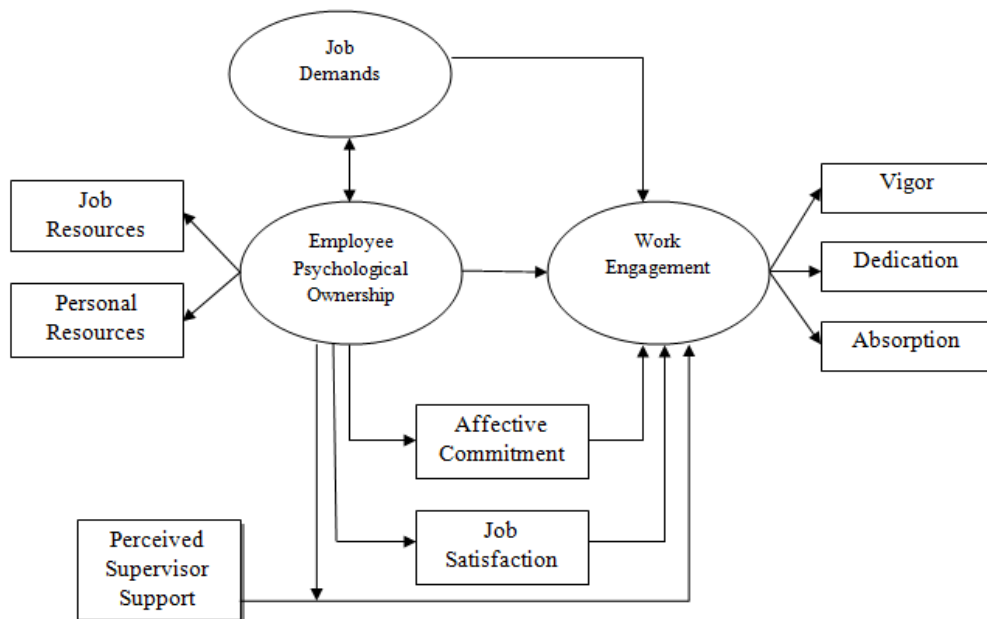 Job
Demands
Job
Resources
Personal
Resources
Employee
Psychological
Ownership
Work
Engagement
Vigor
Dedication
Absorption
Affective
Commitment
Job
Satisfaction
Perceived
Supervisor
Support